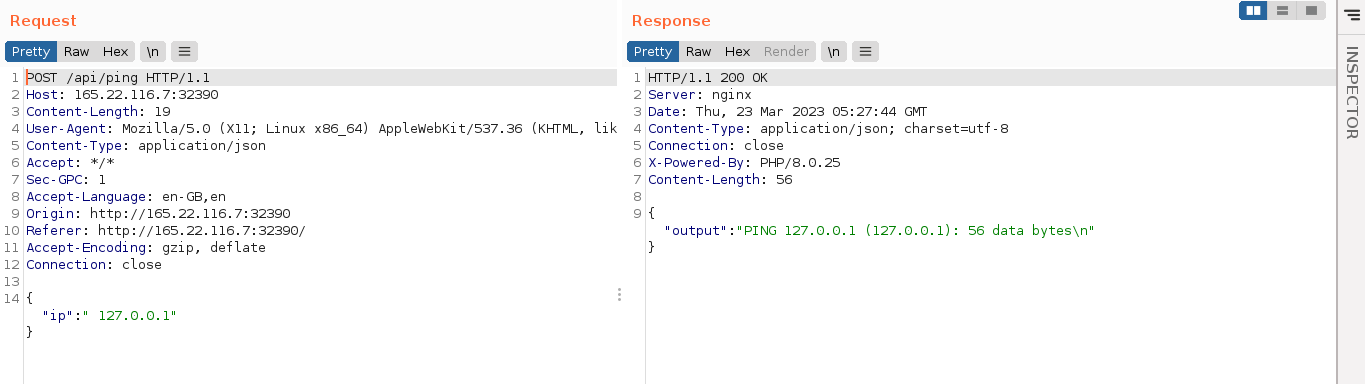 Request
Pretty Raw Hex \n
1 POST /api/ping HTTP/1.1
2 Host: 165.22.116.7:32390
3 Content-Length: 19
4 User-Agent: Mozilla/5.0 (X11; Linux x86_64) AppleWebKit/537.36 (KHTML, lik
5 Content-Type: application/json
6 Accept: */*
7 Sec-GPC: 1
8 Accept-Language: en-GB,en
9 Origin: http://165.22.116.7:32390
10 Referer: http://165.22.116.7:32390/
11 Accept-Encoding: gzip, deflate
12 Connection: close
13
14 {
"ip":" 127.0.0.1"
}
Response
Pretty Raw Hex Render \n
1 HTTP/1.1 200 OK
2 Server: nginx
3 Date: Thu, 23 Mar 2023 05:27:44 GMT
4 Content-Type: application/json; charset=utf-8
5 Connection: close
6 X-Powered-By: PHP/8.0.25
7 Content-Length: 56
8
9 {
"output":"PING 127.0.0.1 (127.0.0.1): 56 data bytes\n"
}
INSPECTOR